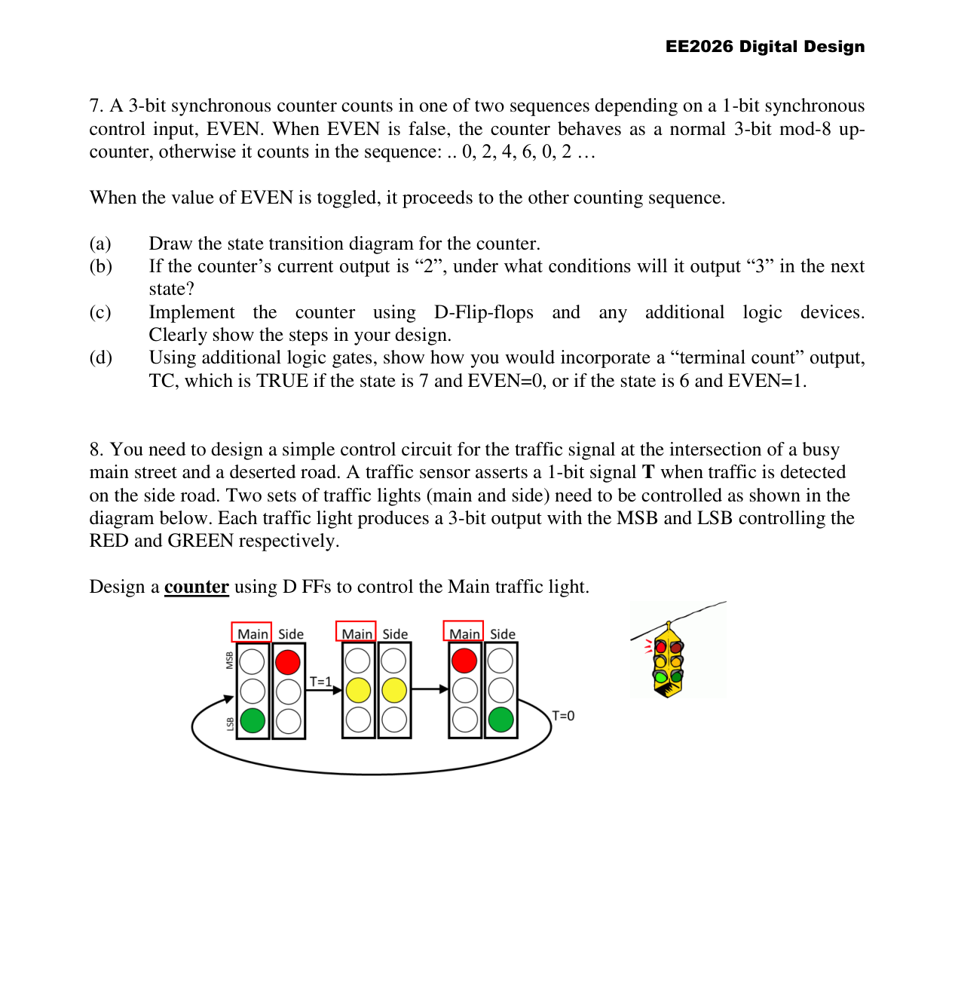 EE2026 Digital Design
7. A 3-bit synchronous counter counts in one of two sequences depending on a 1-bit synchronous
control input, EVEN. When EVEN is false, the counter behaves as a normal 3-bit mod-8 up-
counter, otherwise it counts in the sequence: .. 0, 2, 4, 6, 0, 2 …
When the value of EVEN is toggled, it proceeds to the other counting sequence.
(a) Draw the state transition diagram for the counter.
(b) If the counter’s current output is “2”, under what conditions will it output “3” in the next
state?
(c) Implement the counter using D-Flip-flops and any additional logic devices.
Clearly show the steps in your design.
(d) Using additional logic gates, show how you would incorporate a “terminal count” output,
TC, which is TRUE if the state is 7 and EVEN=0, or if the state is 6 and EVEN=1.
8. You need to design a simple control circuit for the traffic signal at the intersection of a busy
main street and a deserted road. A traffic sensor asserts a 1-bit signal T when traffic is detected
on the side road. Two sets of traffic lights (main and side) need to be controlled as shown in the
diagram below. Each traffic light produces a 3-bit output with the MSB and LSB controlling the
RED and GREEN respectively.
Design a counter using D FFs to control the Main traffic light.
Main Side Main Side Main Side
MSB
T=1
LSB
T=0